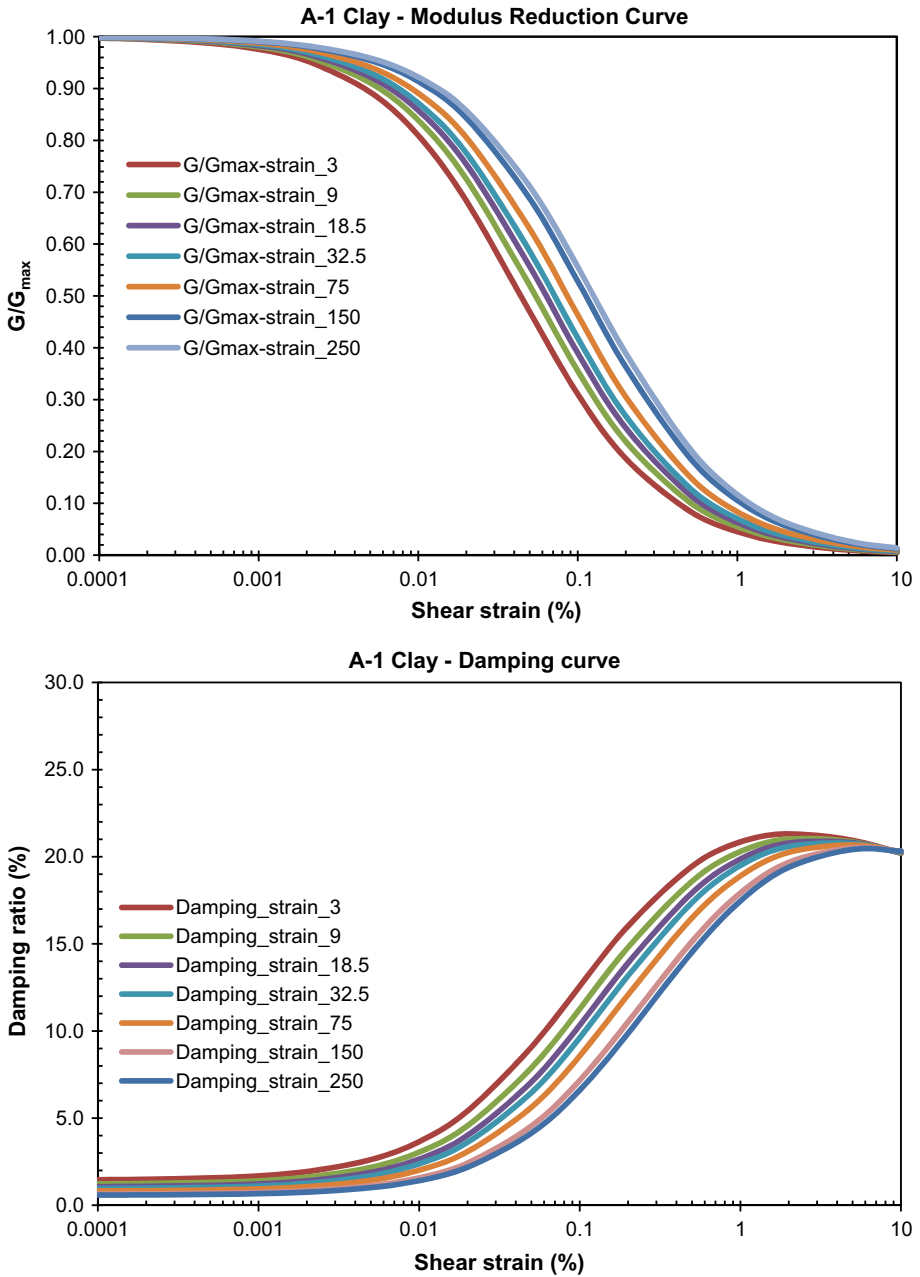 A-1 Clay - Modulus Reduction Curve
1.00
0.90
0.80
0.70
0.60
0.50
0.40
0.30
0.20
0.10
0.00
G/Gmax
G/Gmax-strain_3
G/Gmax-strain_9
G/Gmax-strain_18.5
G/Gmax-strain_32.5
G/Gmax-strain_75
G/Gmax-strain_150
G/Gmax-strain_250
0.0001 0.001 0.01 0.1 1 10
Shear strain (%)
A-1 Clay - Damping curve
30.0
25.0
20.0
15.0
10.0
5.0
0.0
Damping ratio (%)
Damping_strain_3
Damping_strain_9
Damping_strain_18.5
Damping_strain_32.5
Damping_strain_75
Damping_strain_150
Damping_strain_250
0.0001 0.001 0.01 0.1 1 10
Shear strain (%)